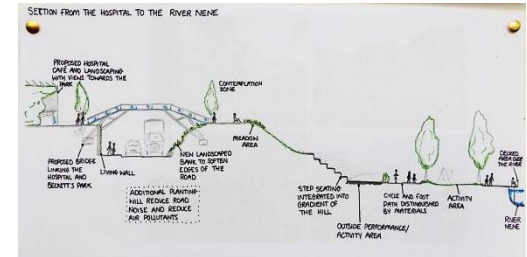 SECTION FROM THE HOSPITAL TO THE RIVER NENE
PROPOSED HOSPITAL
CAFÉ AND LANDSCAPING
WITH VIEWS TOWARDS THE
PARK
CONTEMPLATION
ZONE
MEADOW
AREA
PROPOSED BRIDGE
LINKING THE
HOSPITAL AND
BECKETT'S PARK
LIVING WALL
NEW LANDSCAPED
BANK TO SOFTEN
EDGES OF THE
ROAD
ADDITIONAL PLANTING
WILL REDUCE ROAD
NOISE AND REDUCE
AIR POLLUTANTS
STEP SEATING
INTEGRATED INTO
GRADIENT
OF THE HILL
OUTSIDE PERFORMANCE/
ACTIVITY AREA
CYCLE AND FOOT
PATH DISTINGUISHED
BY MATERIALS
ACTIVITY
AREA
DECKED
AREA OVER
THE RIVER
RIVER
NENE